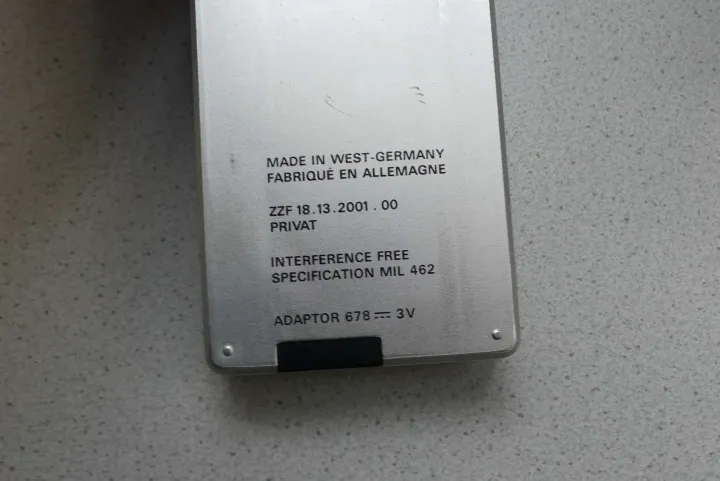 MADE IN WEST-GERMANY
FABRIQUÉ EN ALLEMAGNE
ZZF 18.13.2001.00
PRIVAT
INTERFERENCE FREE
SPECIFICATION MIL 462
ADAPTOR 678 ⎓ 3V